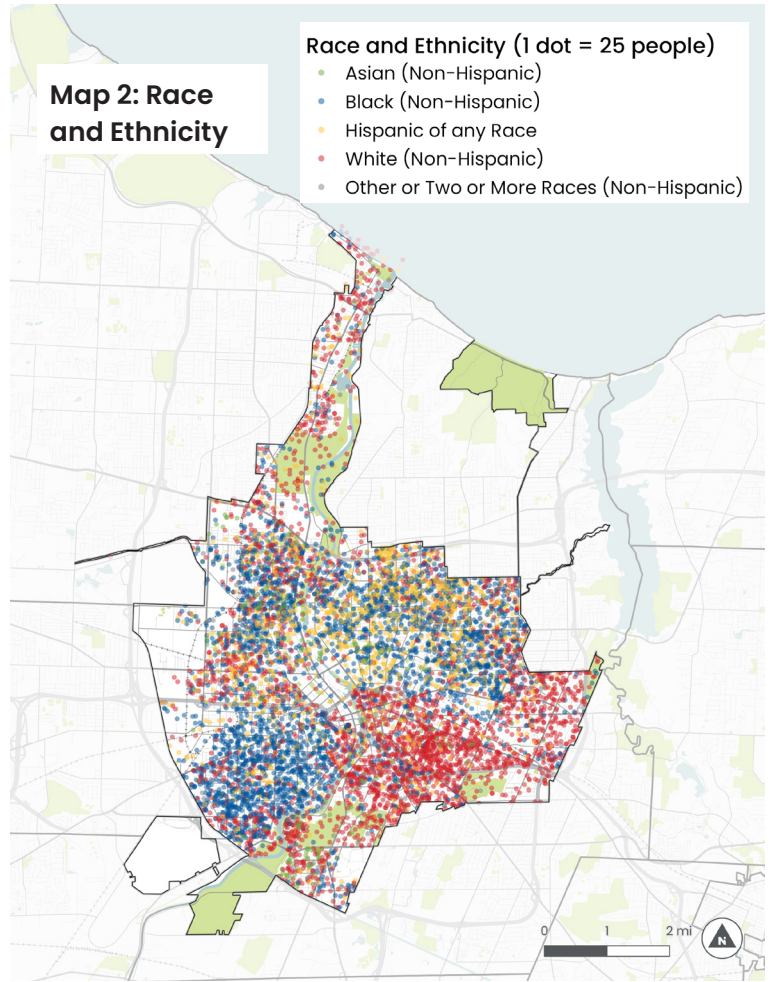 Map 2: Race
and Ethnicity
Race and Ethnicity (1 dot = 25 people)
Asian (Non-Hispanic)
Black (Non-Hispanic)
Hispanic of any Race
White (Non-Hispanic)
Other or Two or More Races (Non-Hispanic)
0 1 2 mi
N